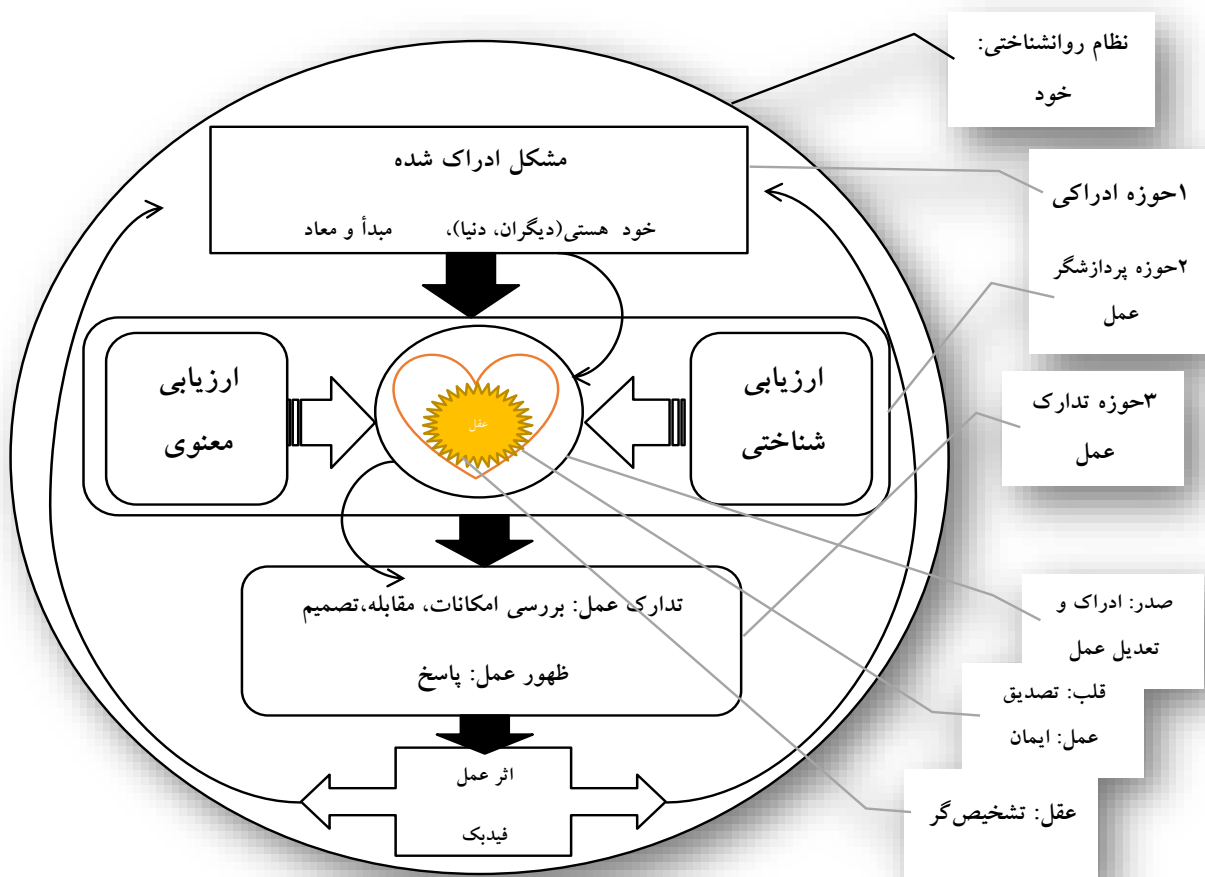 نظام روانشناختی:
خود
مشکل ادراک شده
خود هستی(دیگران، دنیا)، مبدأ و معاد
۱حوزه ادراکی
۲حوزه پردازشگر
عمل
۳حوزه تدارک
عمل
ارزیابی
شناختی
عقل
ارزیابی
معنوی
تدارک عمل: بررسی امکانات، مقابله،تصمیم
ظهور عمل: پاسخ
صدر: ادراک و
تعدیل عمل
قلب: تصدیق
عمل: ایمان
عقل: تشخیص‌گر
اثر عمل
فیدبک